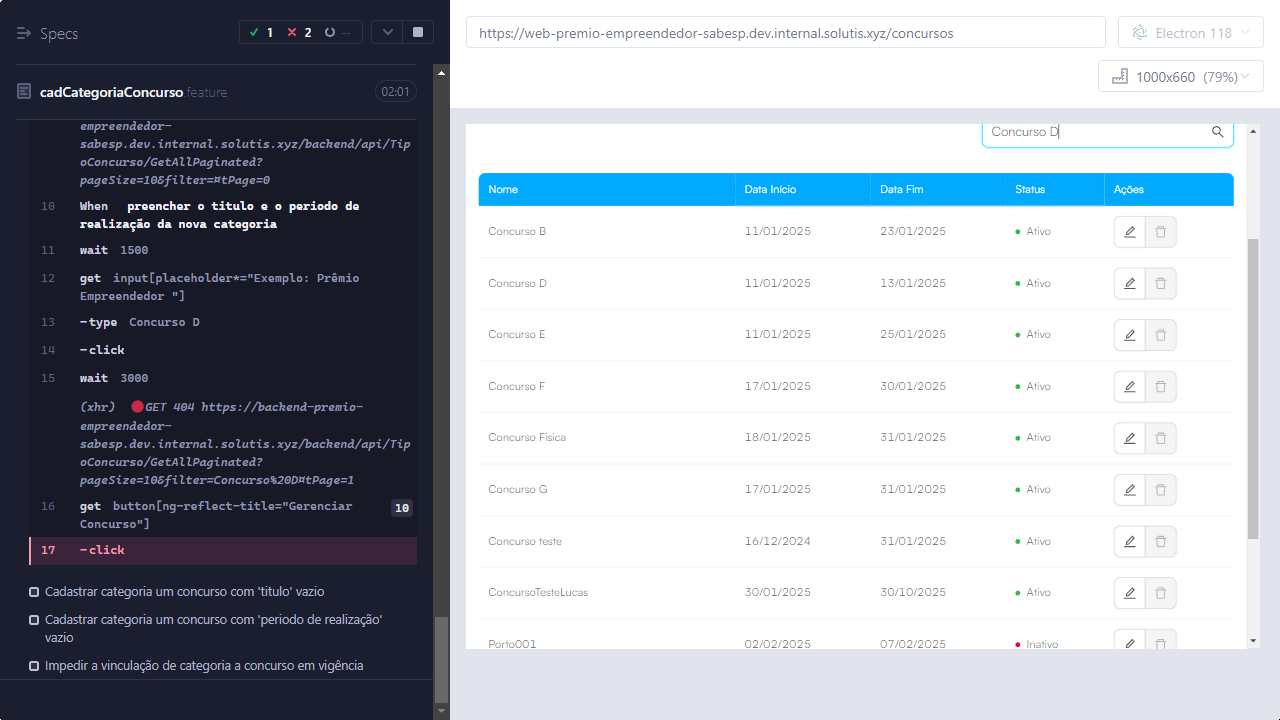 Specs
1
2
--
cadCategoriaConcurso feature
02:01
empreendedor-
sabesp.dev.internal.solutis.xyz/backend/api/Tip
oConcurso/GetAllPaginated?
pageSize=10&filter=¤tPage=0
10 When preencher o titulo e o periodo de
realização da nova categoria
11 wait 1500
12 get input[placeholder*="Exemplo: Prêmio
Empreendedor "]
13 -type Concurso D
14 -click
15 wait 3000
(xhr) GET 404 https://backend-premio-
empreendedor-
sabesp.dev.internal.solutis.xyz/backend/api/Tip
oConcurso/GetAllPaginated?
pageSize=10&filter=Concurso%20D¤tPage=1
16 get button[ng-reflect-title="Gerenciar
Concurso"]
10
17 -click
Cadastrar categoria um concurso com 'titulo' vazio
Cadastrar categoria um concurso com 'periodo de realização'
vazio
Impedir a vinculação de categoria a concurso em vigência
https://web-premio-empreendedor-sabesp.dev.internal.solutis.xyz/concursos
Electron 118
1000x660 (79%)
Concurso D
Nome Data Início Data Fim Status Ações
Concurso B 11/01/2025 23/01/2025 Ativo
Concurso D 11/01/2025 13/01/2025 Ativo
Concurso E 11/01/2025 25/01/2025 Ativo
Concurso F 17/01/2025 30/01/2025 Ativo
Concurso Fisica 18/01/2025 31/01/2025 Ativo
Concurso G 17/01/2025 31/01/2025 Ativo
Concurso teste 16/12/2024 31/01/2025 Ativo
ConcursoTesteLucas 30/01/2025 30/10/2025 Ativo
Porto001 02/02/2025 07/02/2025 Inativo